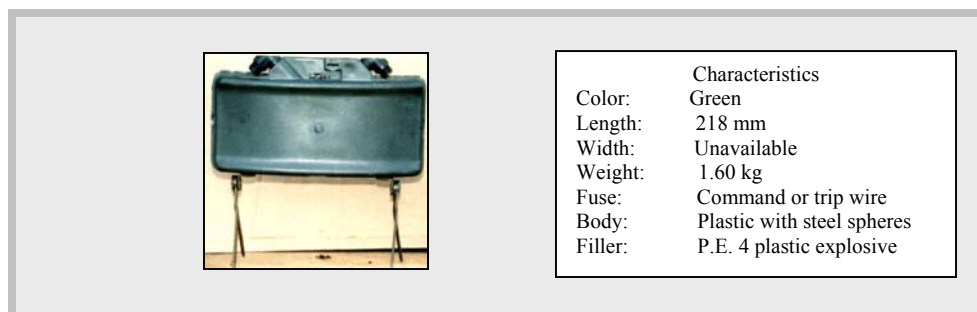 Characteristics
Color: Green
Length: 218 mm
Width: Unavailable
Weight: 1.60 kg
Fuse: Command or trip wire
Body: Plastic with steel spheres
Filler: P.E. 4 plastic explosive